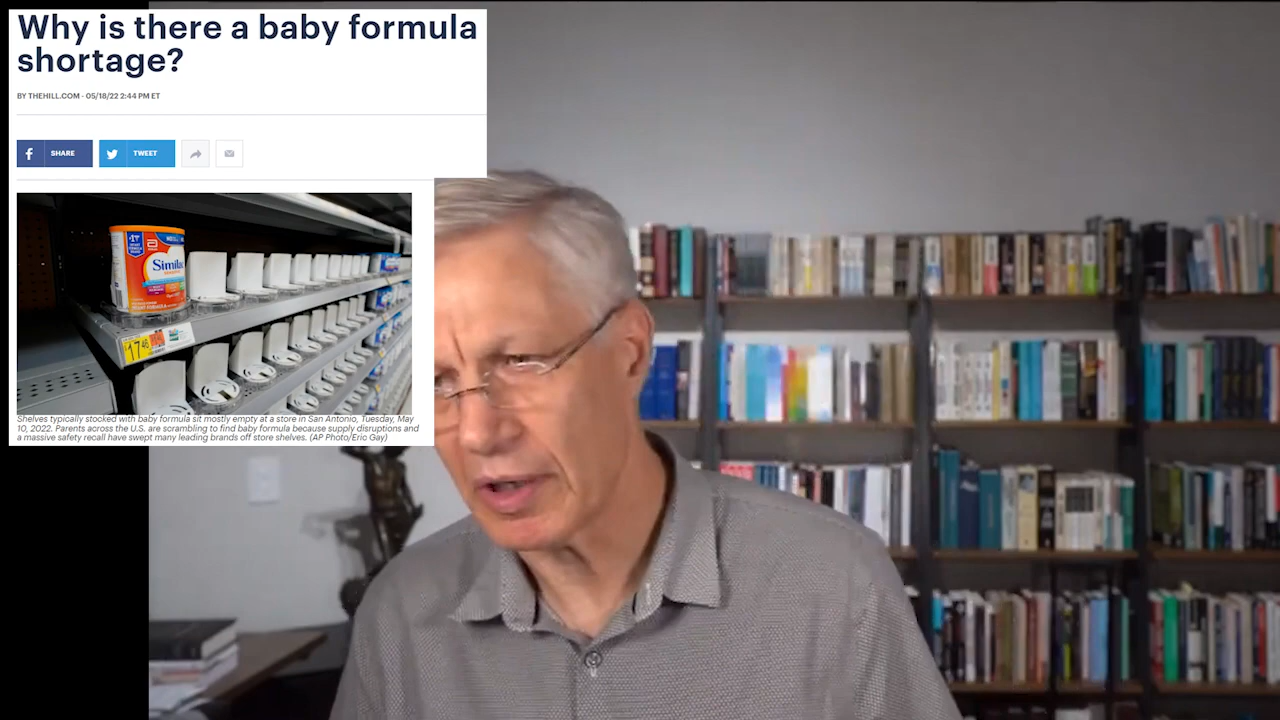 Why is there a baby formula
shortage?
BY THEHILL.COM - 05/18/22 2:44 PM ET
SHARE
TWEET
Simila
17
Shelves typically stocked with baby formula sit mostly empty at a store in San Antonio, Tuesday, May
10, 2022. Parents across the U.S. are scrambling to find baby formula because supply disruptions and
a massive safety recall have swept many leading brands off store shelves. (AP Photo/Eric Gay)